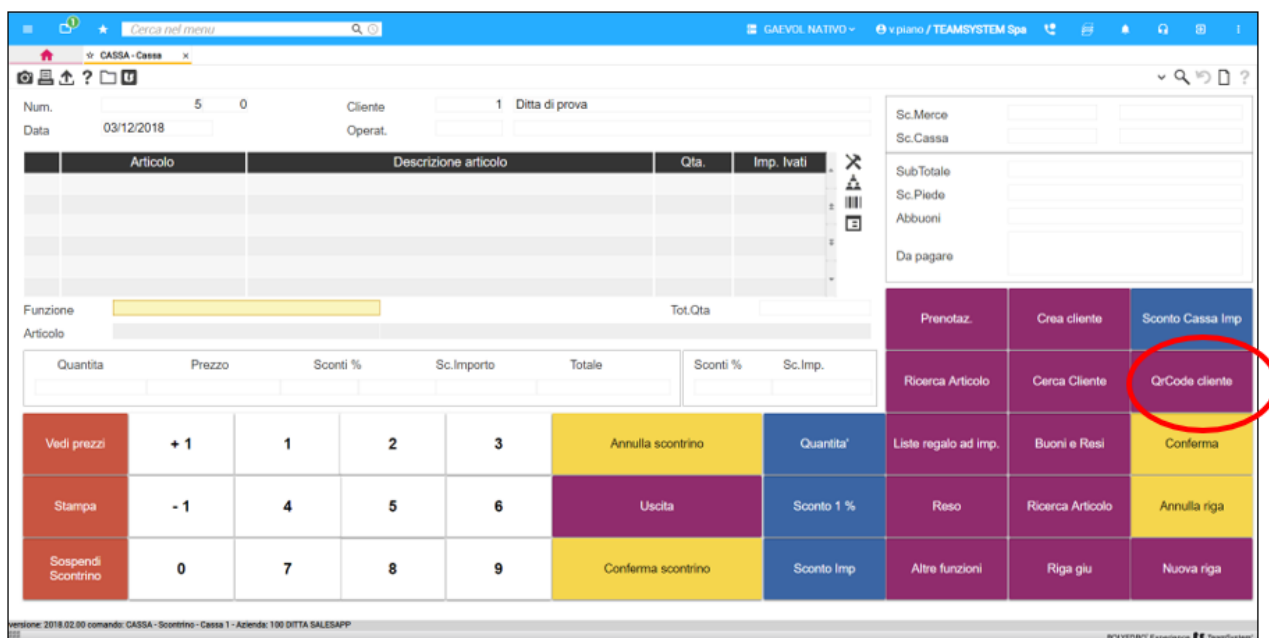 1 Cerca nel menu GAEVOL NATIVO v.piano / TEAMSYSTEM Spa
CASSA - Cassa ×
Num. 5 0 Cliente 1 Ditta di prova
Data 03/12/2018 Operat.
Sc.Merce
Sc.Cassa
Articolo Descrizione articolo Qta. Imp. Ivati
SubTotale
Sc.Piede
Abbuoni
Da pagare
Funzione Tot.Qta
Articolo
Quantita Prezzo Sconti % Sc.Importo Totale Sconti % Sc.Imp.
Prenotaz. Crea cliente Sconto Cassa Imp
Ricerca Articolo Cerca Cliente QrCode cliente
Vedi prezzi + 1 1 2 3 Annulla scontrino Quantita' Liste regalo ad imp. Buoni e Resi Conferma
Stampa - 1 4 5 6 Uscita Sconto 1 % Reso Ricerca Articolo Annulla riga
Sospendi Scontrino 0 7 8 9 Conferma scontrino Sconto Imp Altre funzioni Riga giu Nuova riga
versione: 2018.02.00 comando: CASSA - Scontrino - Cassa 1 - Azienda: 100 DITTA SALESAPP
Experience TeamSystem